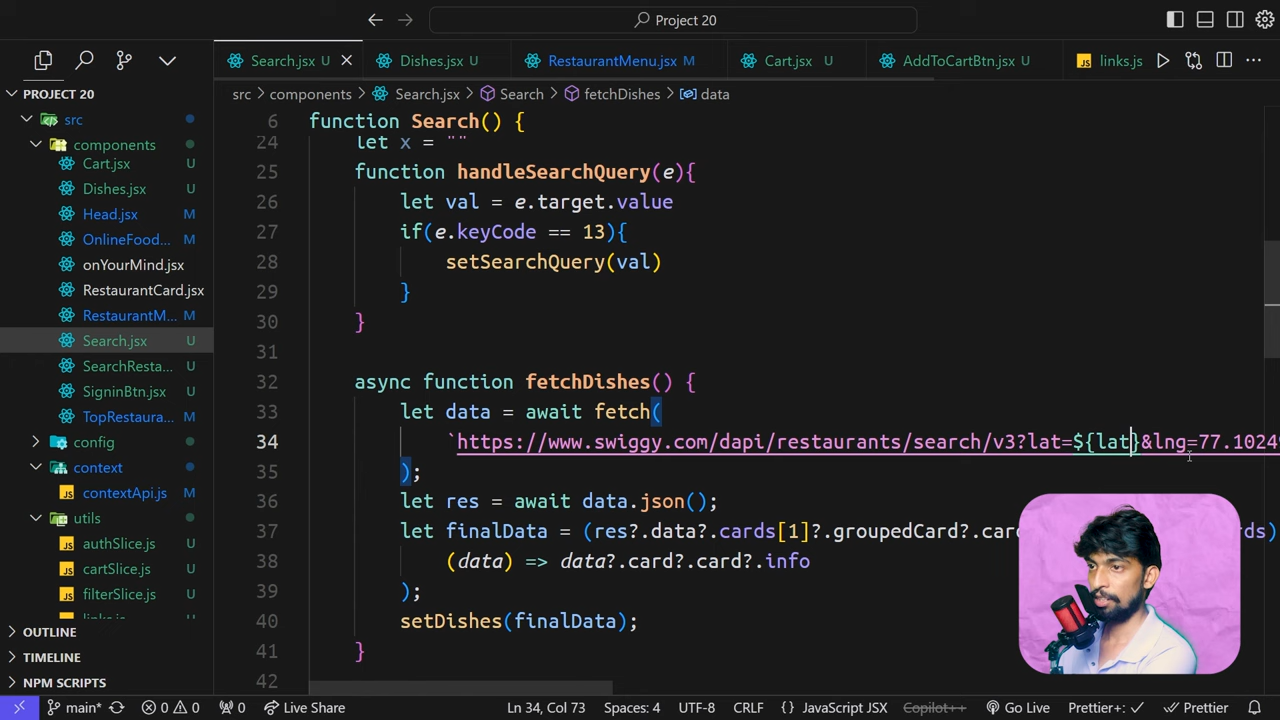 Project 20
Search.jsx U
Dishes.jsx U
RestaurantMenu.jsx M
Cart.jsx U
AddToCartBtn.jsx U
links.js
PROJECT 20
src > components > Search.jsx > Search > fetchDishes > data
src
components
Cart.jsx U
Dishes.jsx U
Head.jsx M
OnlineFood... M
onYourMind.jsx
RestaurantCard.jsx
RestaurantM... M
Search.jsx U
SearchResta... U
SigninBtn.jsx U
TopRestaura... M
config
context
contextApi.js M
utils
authSlice.js U
cartSlice.js U
filterSlice.js U
links.js U
OUTLINE
TIMELINE
NPM SCRIPTS
6 function Search() {
24 let x = ""
25 function handleSearchQuery(e){
26 let val = e.target.value
27 if(e.keyCode == 13){
28 setSearchQuery(val)
29 }
30 }
31
32 async function fetchDishes() {
33 let data = await fetch(
34 `https://www.swiggy.com/dapi/restaurants/search/v3?lat=${lat}&lng=77.1024
35 );
36 let res = await data.json();
37 let finalData = (res?.data?.cards[1]?.groupedCard?.car ds)
38 (data) => data?.card?.card?.info
39 );
40 setDishes(finalData);
41 }
42
main* 0 0 0 Live Share Ln 34, Col 73 Spaces: 4 UTF-8 CRLF {} JavaScript JSX Copilot++ Go Live Prettier+: Prettier